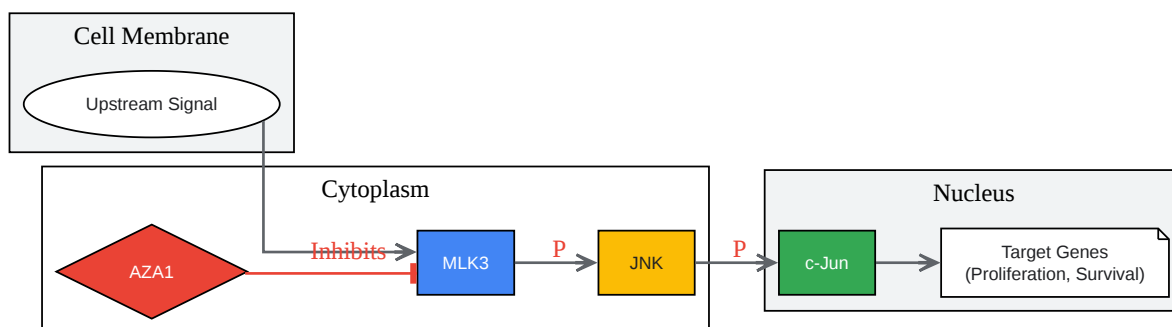 Cell Membrane
Upstream Signal
Cytoplasm
AZA1
Inhibits
MLK3
P
JNK
P
Nucleus
c-Jun
Target Genes
(Proliferation, Survival)